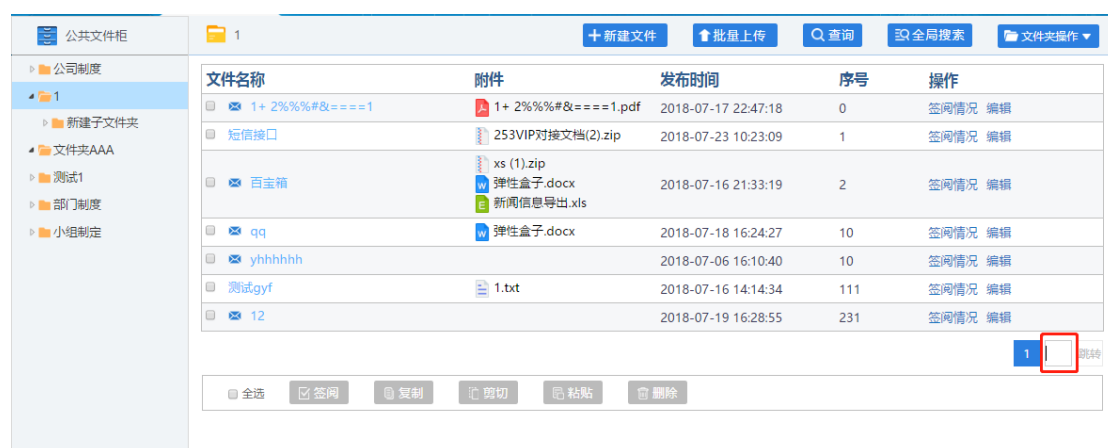 公共文件柜
1
新建文件
批量上传
查询
全局搜索
文件夹操作
公司制度
1
新建子文件夹
文件夹AAA
测试1
部门制度
小组制定
文件名称 附件 发布时间 序号 操作
1+ 2%%%#&====1 1+ 2%%%#&====1.pdf 2018-07-17 22:47:18 0 签阅情况 编辑
短信接口 253VIP对接文档(2).zip 2018-07-23 10:23:09 1 签阅情况 编辑
xs (1).zip
百宝箱 弹性盒子.docx 2018-07-16 21:33:19 2 签阅情况 编辑
新闻信息导出.xls
qq 弹性盒子.docx 2018-07-18 16:24:27 10 签阅情况 编辑
yhhhhhh 2018-07-06 16:10:40 10 签阅情况 编辑
测试gyf 1.txt 2018-07-16 14:14:34 111 签阅情况 编辑
12 2018-07-19 16:28:55 231 签阅情况 编辑
1 跳转
全选 签阅 复制 剪切 粘贴 删除